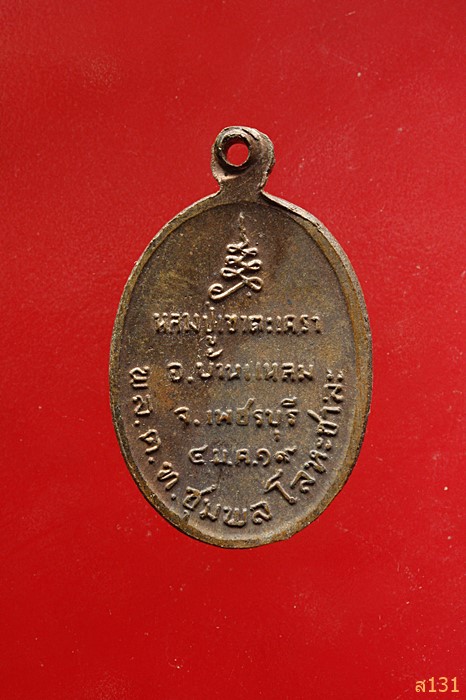 หลวงปู่เขาตะเครา
อ.บ้านแหลม
จ.เพชรบุรี
๔ ม.ค.๑๙
พล.ต.ท.ชุมพล โลหะชาละ
ส131